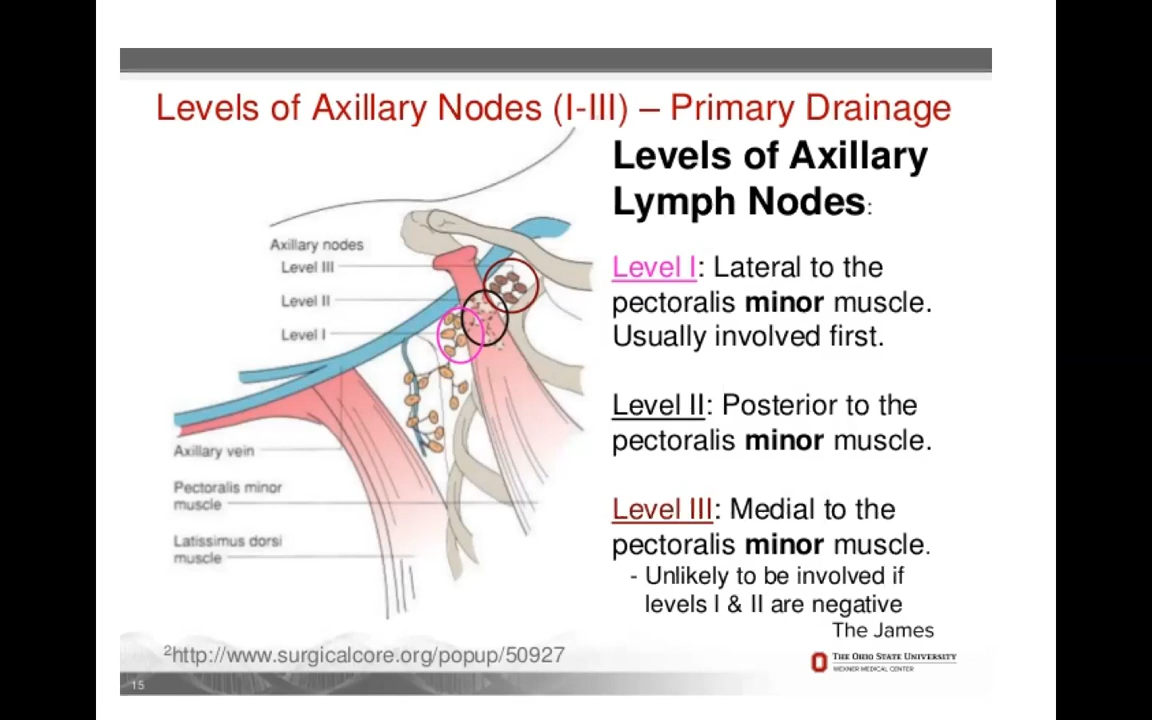 Levels of Axillary Nodes (I-III) – Primary Drainage
Levels of Axillary
Lymph Nodes:
Level I: Lateral to the
pectoralis minor muscle.
Usually involved first.
Level II: Posterior to the
pectoralis minor muscle.
Level III: Medial to the
pectoralis minor muscle.
- Unlikely to be involved if
levels I & II are negative
Axillary nodes
Level III
Level II
Level I
Axillary vein
Pectoralis minor
muscle
Latissimus dorsi
muscle
The James
THE OHIO STATE UNIVERSITY
WEXNER MEDICAL CENTER
²http://www.surgicalcore.org/popup/50927
15